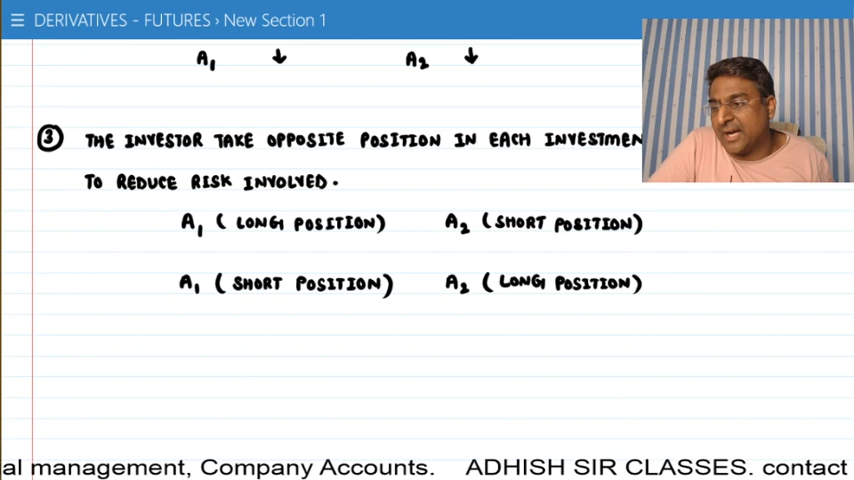 ☰ DERIVATIVES - FUTURES › New Section 1
A₁ ↓ A₂ ↓
③ THE INVESTOR TAKE OPPOSITE POSITION IN EACH INVESTMEN
TO REDUCE RISK INVOLVED.
A₁ (LONG POSITION) A₂ (SHORT POSITION)
A₁ (SHORT POSITION) A₂ (LONG POSITION)
al management, Company Accounts. ADHISH SIR CLASSES. contact